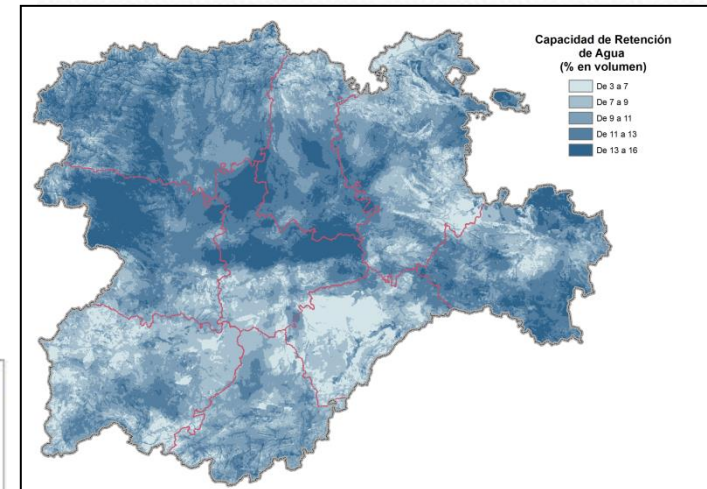 Capacidad de Retención
de Agua
(% en volumen)
De 3 a 7
De 7 a 9
De 9 a 11
De 11 a 13
De 13 a 16